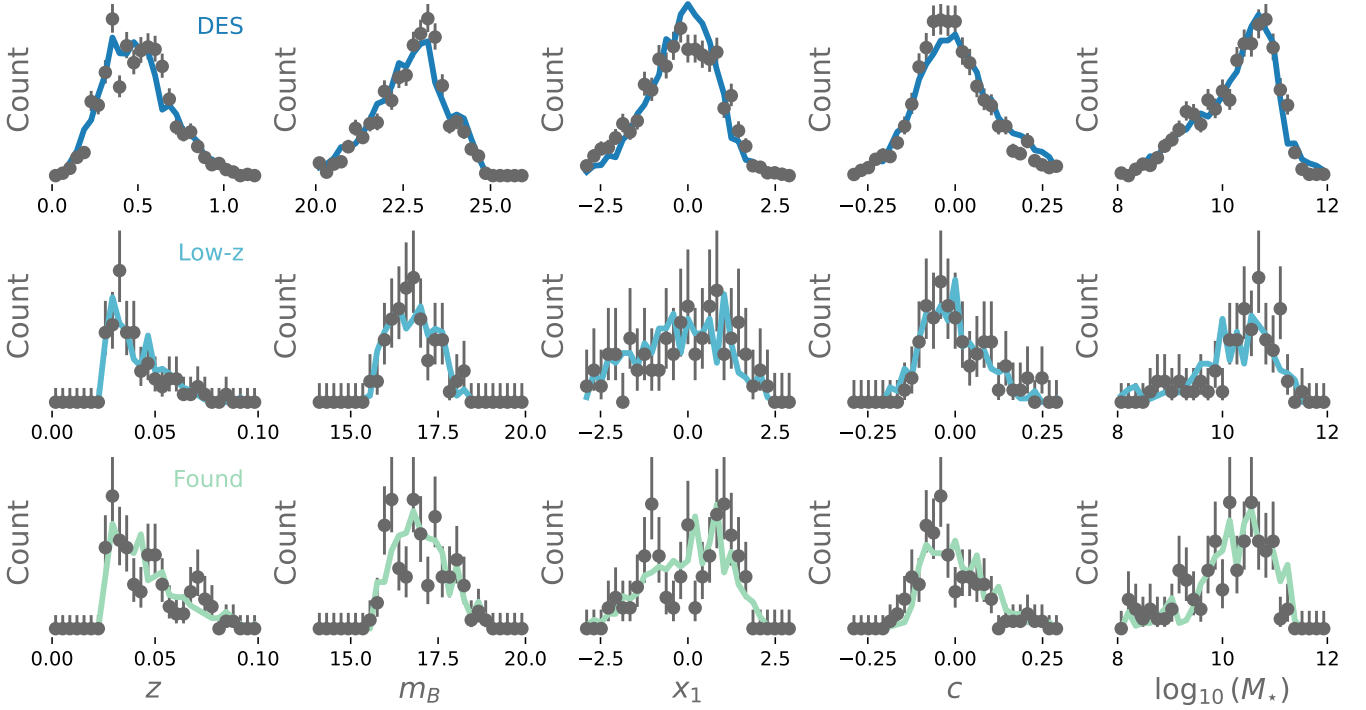 DES
Count Count Count Count Count
0.0 0.5 1.0 20.0 22.5 25.0 −2.5 0.0 2.5 −0.25 0.00 0.25 8 10 12
Low-z
Count Count Count Count Count
0.00 0.05 0.10 15.0 17.5 20.0 −2.5 0.0 2.5 −0.25 0.00 0.25 8 10 12
Found
Count Count Count Count Count
0.00 0.05 0.10 15.0 17.5 20.0 −2.5 0.0 2.5 −0.25 0.00 0.25 8 10 12
z m_B x_1 c log_10(M_⋆)